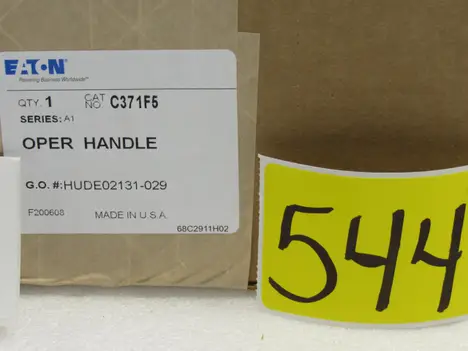 EATON
Powering Business Worldwide
QTY. 1 CAT NO C371F5
SERIES: A1
OPER HANDLE
G.O. #: HUDE02131-029
F200608 MADE IN U.S.A
68C2911H02
544